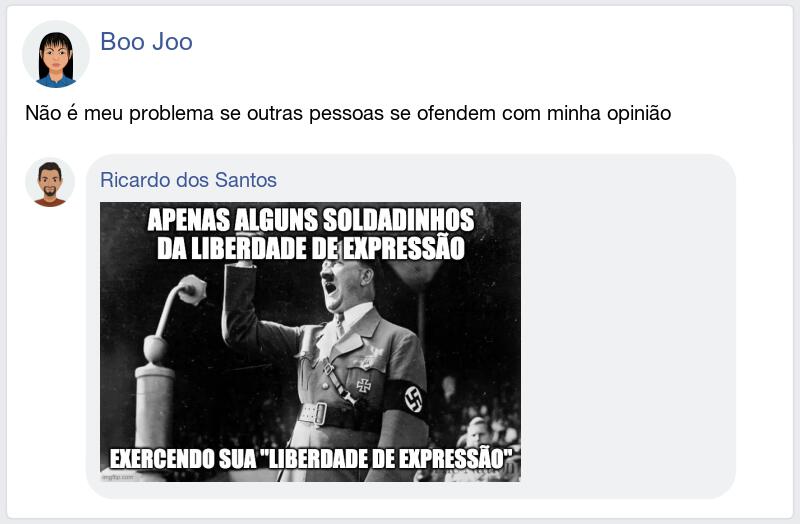 Boo Joo
Não é meu problema se outras pessoas se ofendem com minha opinião
Ricardo dos Santos
APENAS ALGUNS SOLDADINHOS
DA LIBERDADE DE EXPRESSÃO
EXERCENDO SUA "LIBERDADE DE EXPRESSÃO"
imgflip.com